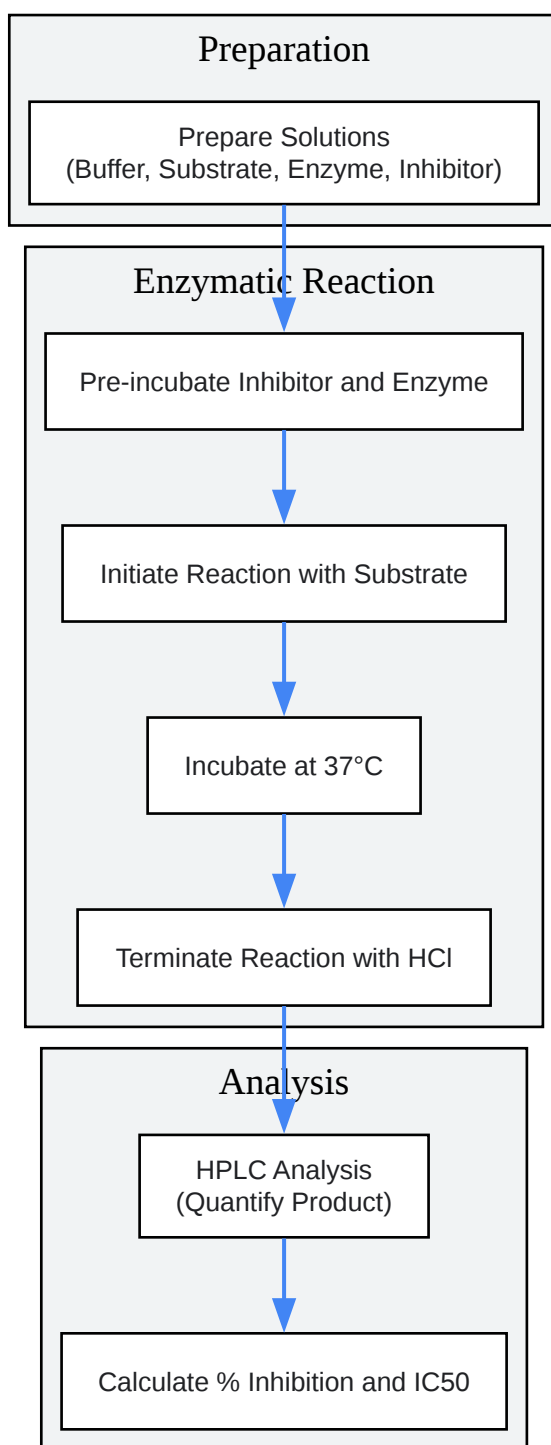 Preparation
Prepare Solutions
(Buffer, Substrate, Enzyme, Inhibitor)
Enzymatic Reaction
Pre-incubate Inhibitor and Enzyme
Initiate Reaction with Substrate
Incubate at 37°C
Terminate Reaction with HCl
Analysis
HPLC Analysis
(Quantify Product)
Calculate % Inhibition and IC50